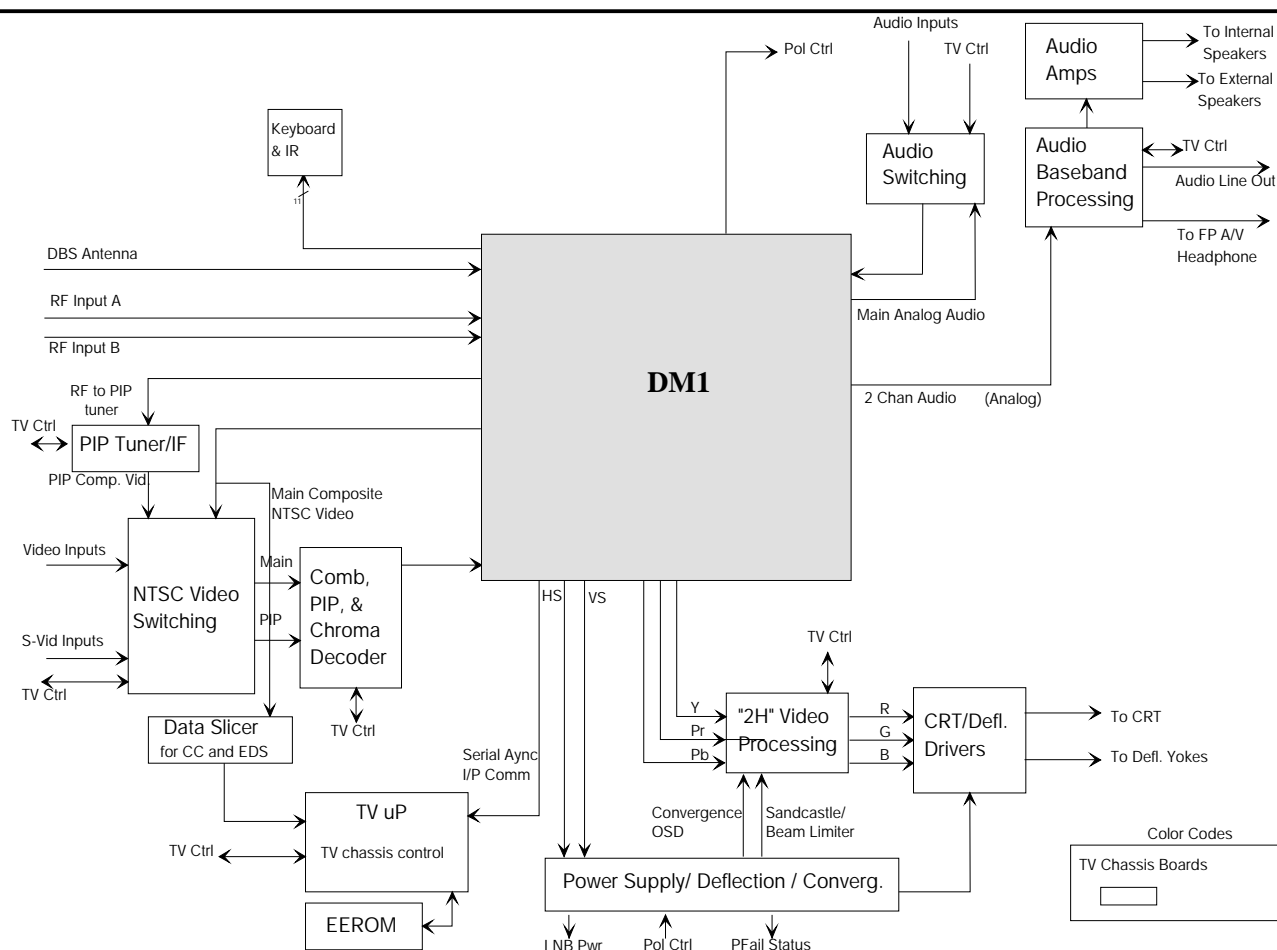 Audio Inputs
TV Ctrl
Pol Ctrl
Audio
Amps
To Internal
Speakers
To External
Speakers
Keyboard
& IR
11
Audio
Switching
Audio
Baseband
Processing
TV Ctrl
Audio Line Out
To FP A/V
Headphone
DBS Antenna
RF Input A
RF Input B
Main Analog Audio
DM1
2 Chan Audio
(Analog)
RF to PIP
tuner
TV Ctrl
PIP Tuner/IF
PIP Comp. Vid.
Main Composite
NTSC Video
Video Inputs
NTSC Video
Switching
S-Vid Inputs
TV Ctrl
Main
PIP
Comb,
PIP, &
Chroma
Decoder
TV Ctrl
HS
VS
Data Slicer
for CC and EDS
Serial Aync
I/P Comm
TV Ctrl
Y
Pr
Pb
"2H" Video
Processing
R
G
B
CRT/Defl.
Drivers
To CRT
To Defl. Yokes
TV uP
TV chassis control
TV Ctrl
EEROM
Convergence
OSD
Sandcastle/
Beam Limiter
Power Supply/ Deflection / Converg.
LNB Pwr
Pol Ctrl
PFail Status
Color Codes
TV Chassis Boards